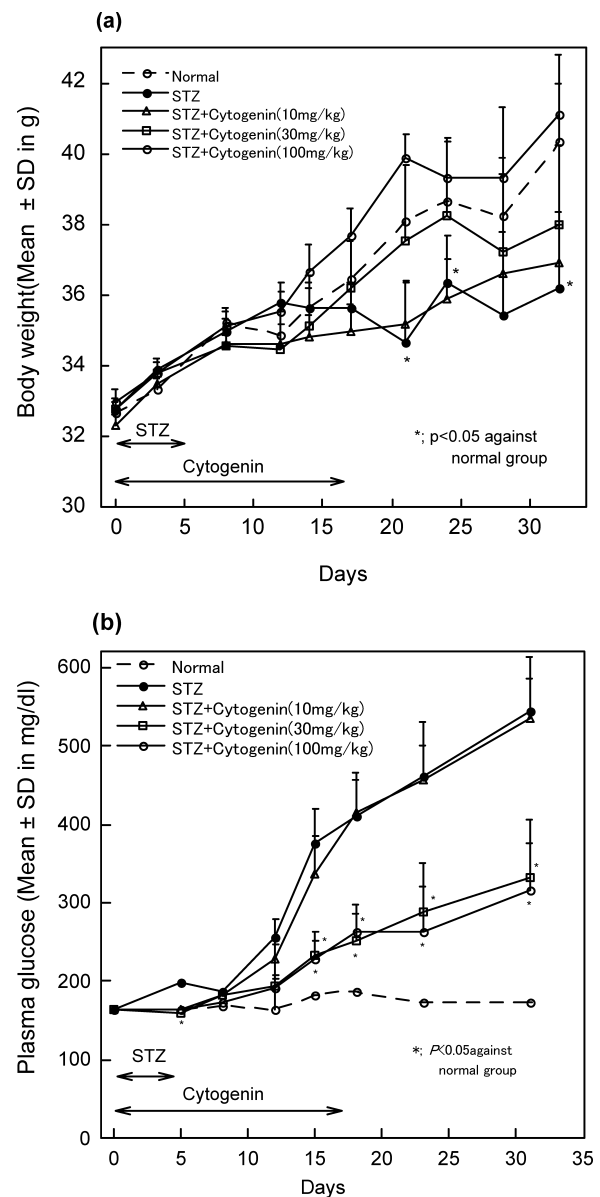 (a)
Body weight(Mean ± SD in g)
42
40
38
36
34
32
30
Normal
STZ
STZ+Cytogenin(10mg/kg)
STZ+Cytogenin(30mg/kg)
STZ+Cytogenin(100mg/kg)
*
*
*
STZ
Cytogenin
*; p<0.05 against
normal group
0 5 10 15 20 25 30
Days
(b)
Plasma glucose (Mean ± SD in mg/dl)
600
500
400
300
200
100
0
Normal
STZ
STZ+Cytogenin(10mg/kg)
STZ+Cytogenin(30mg/kg)
STZ+Cytogenin(100mg/kg)
*
*
*
*
*
*
*
*
*
STZ
Cytogenin
*; P<0.05against
normal group
0 5 10 15 20 25 30 35
Days